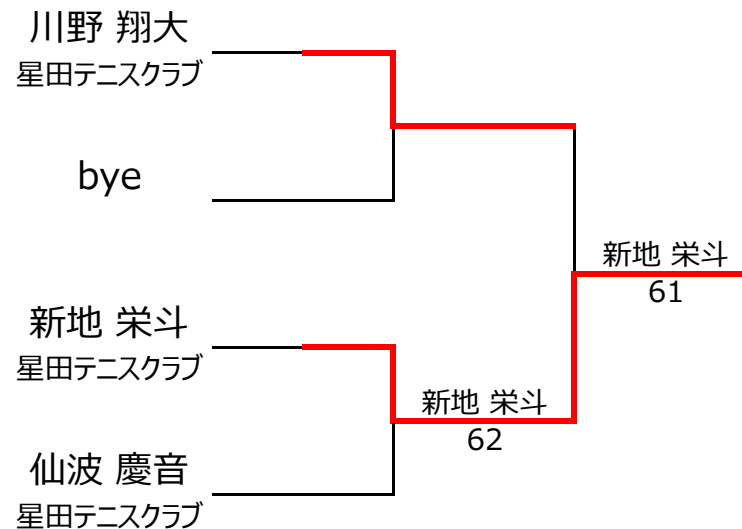 川野 翔大
星田テニスクラブ
bye
新地 栄斗
星田テニスクラブ
仙波 慶音
星田テニスクラブ
新地 栄斗
62
新地 栄斗
61